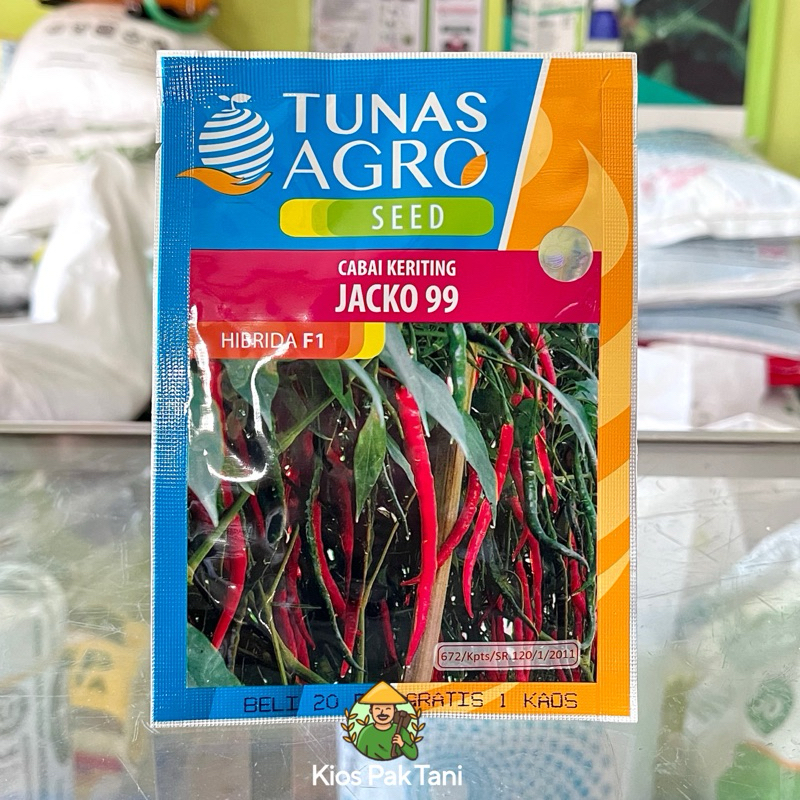 TUNAS
AGRO
SEED
CABAI KERITING
JACKO 99
HIBRIDA F1
672/Kpts/SR.120/1/2011
BELI 20 GRATIS 1 KAOS
Kios Pak Tani